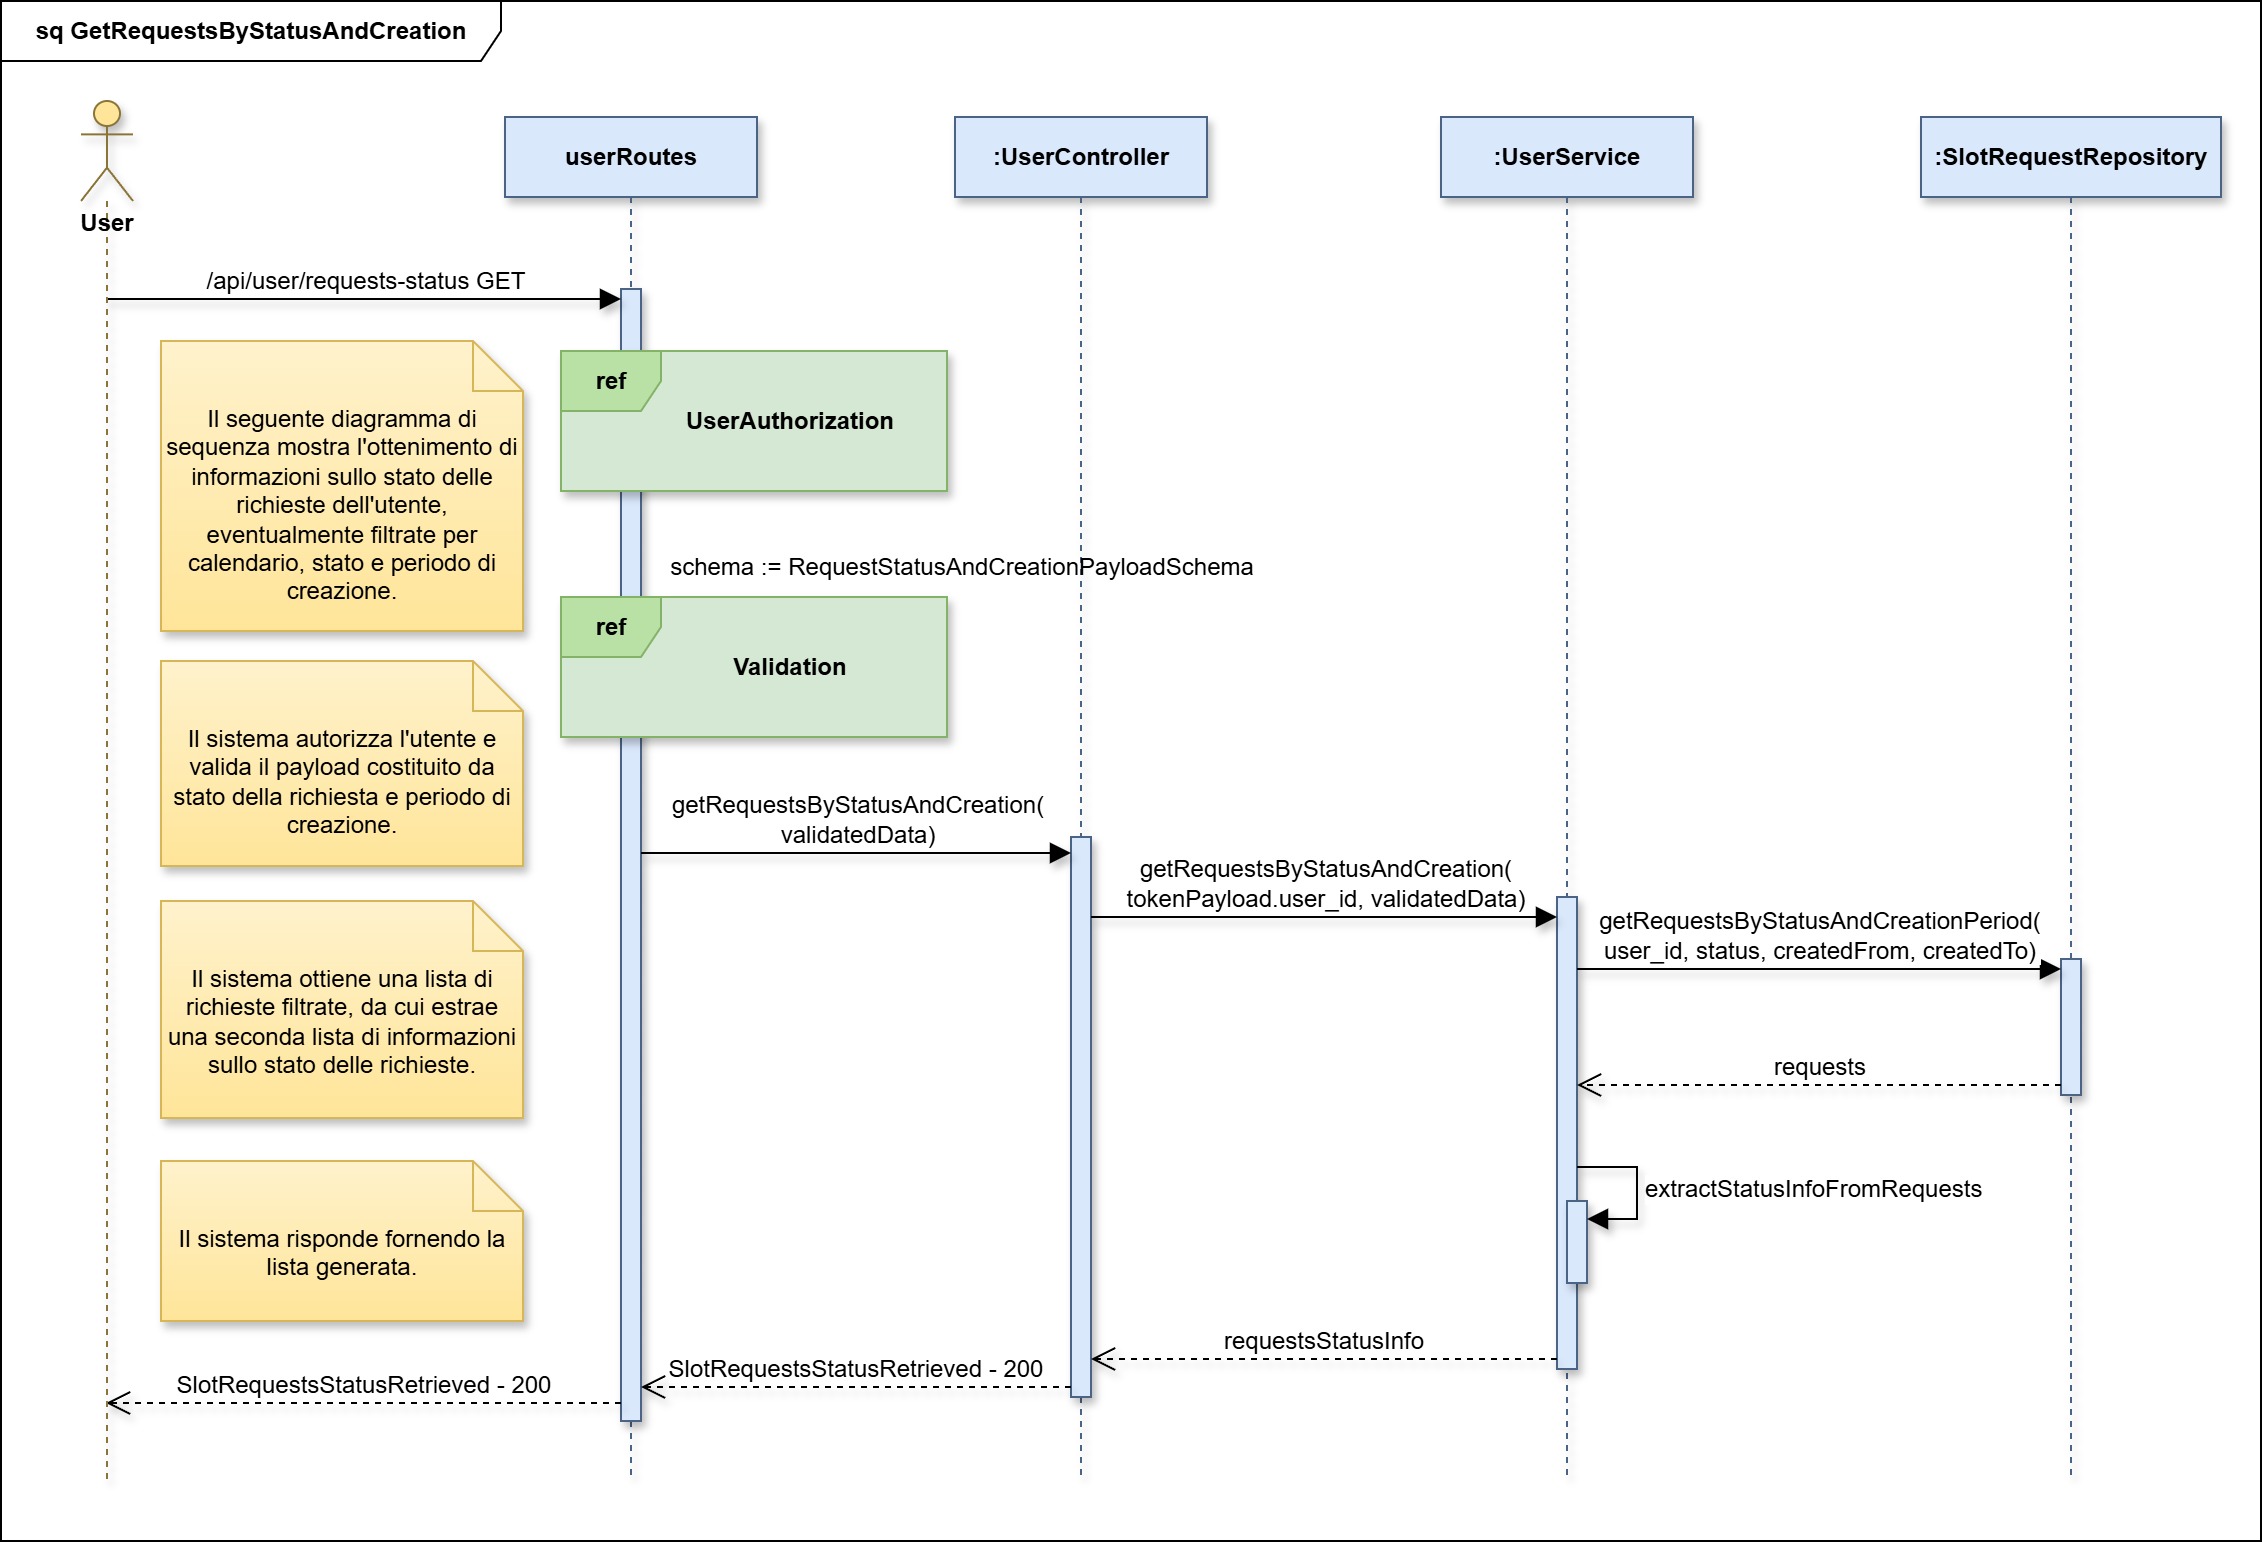 sq GetRequestsByStatusAndCreation
User
userRoutes
:UserController
:UserService
:SlotRequestRepository
/api/user/requests-status GET
Il seguente diagramma di
sequenza mostra l'ottenimento di
informazioni sullo stato delle
richieste dell'utente,
eventualmente filtrate per
calendario, stato e periodo di
creazione.
ref
UserAuthorization
schema := RequestStatusAndCreationPayloadSchema
ref
Validation
Il sistema autorizza l'utente e
valida il payload costituito da
stato della richiesta e periodo di
creazione.
getRequestsByStatusAndCreation(
validatedData)
getRequestsByStatusAndCreation(
tokenPayload.user_id, validatedData)
getRequestsByStatusAndCreationPeriod(
user_id, status, createdFrom, createdTo)
Il sistema ottiene una lista di
richieste filtrate, da cui estrae
una seconda lista di informazioni
sullo stato delle richieste.
requests
extractStatusInfoFromRequests
Il sistema risponde fornendo la
lista generata.
requestsStatusInfo
SlotRequestsStatusRetrieved - 200
SlotRequestsStatusRetrieved - 200